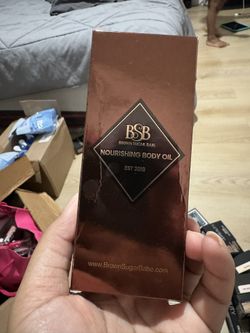 BSB
BROWN SUGAR BABE
NOURISHING BODY OIL
EST 2018
www.BrownSugarBabe.com